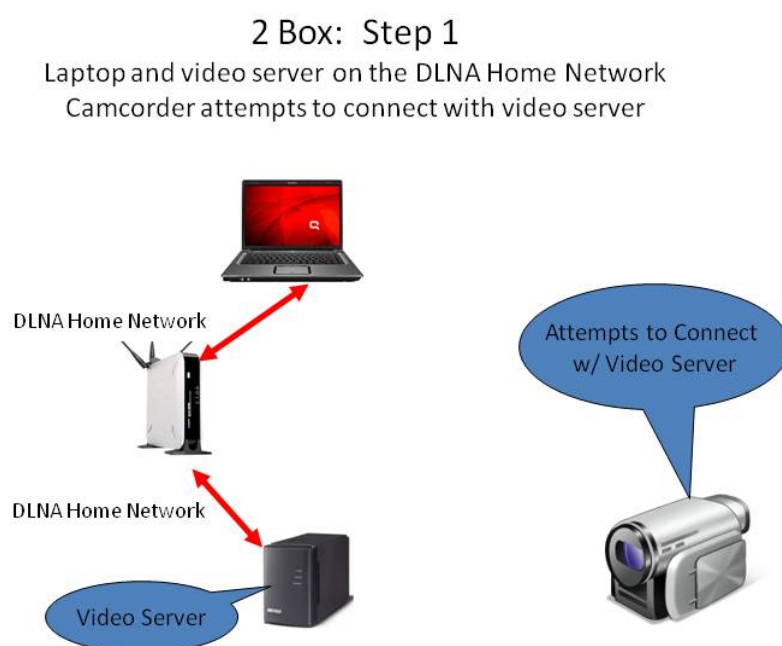 2 Box: Step 1
Laptop and video server on the DLNA Home Network
Camcorder attempts to connect with video server
DLNA Home Network
Attempts to Connect
w/ Video Server
DLNA Home Network
Video Server